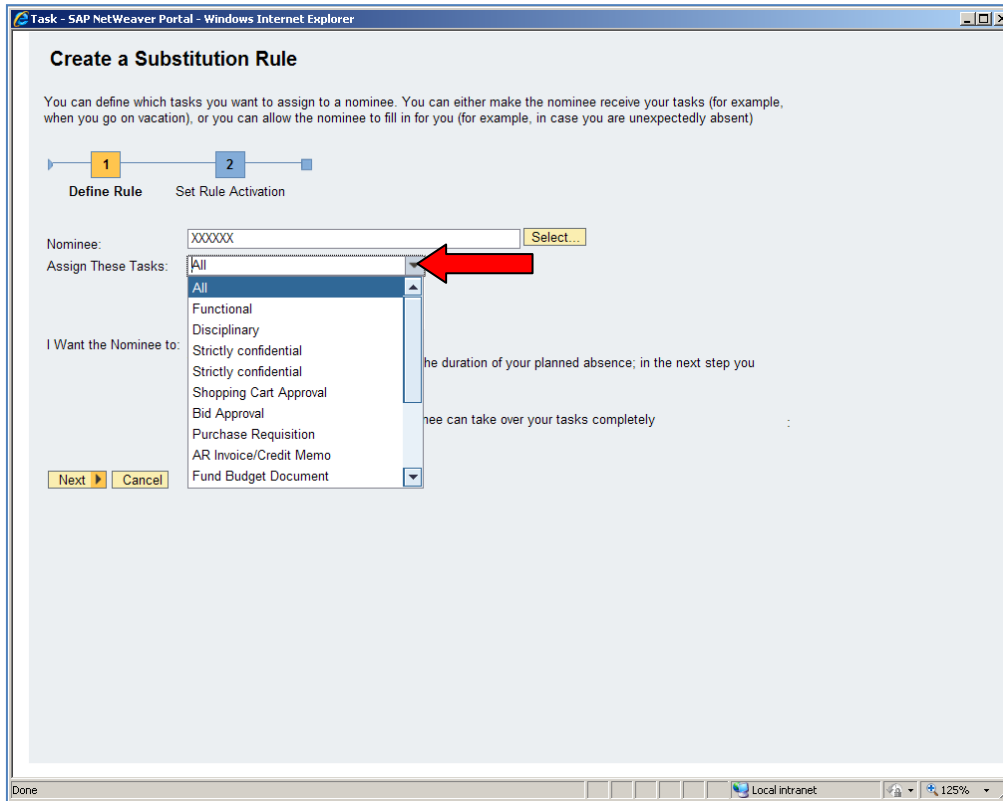 Task - SAP NetWeaver Portal - Windows Internet Explorer
Create a Substitution Rule
You can define which tasks you want to assign to a nominee. You can either make the nominee receive your tasks (for example,
when you go on vacation), or you can allow the nominee to fill in for you (for example, in case you are unexpectedly absent)
1 2
Define Rule Set Rule Activation
Nominee: XXXXXX Select...
Assign These Tasks: All
All
Functional
Disciplinary
I Want the Nominee to: Strictly confidential
he duration of your planned absence; in the next step you
Strictly confidential
Shopping Cart Approval
Bid Approval
nee can take over your tasks completely :
Purchase Requisition
AR Invoice/Credit Memo
Fund Budget Document
Next Cancel
Done Local intranet 125%